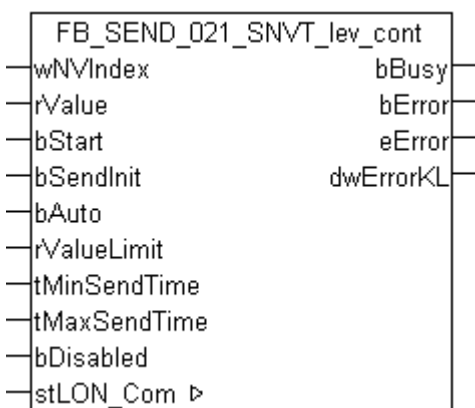 FB_SEND_021_SNVT_lev_cont
wNVIndex bBusy
rValue bError
bStart eError
bSendInit dwErrorKL
bAuto
rValueLimit
tMinSendTime
tMaxSendTime
bDisabled
stLON_Com ▷